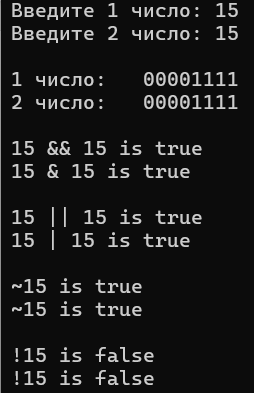 Введите 1 число: 15
Введите 2 число: 15
1 число:   00001111
2 число:   00001111
15 && 15 is true
15 & 15 is true
15 || 15 is true
15 | 15 is true
~15 is true
~15 is true
!15 is false
!15 is false